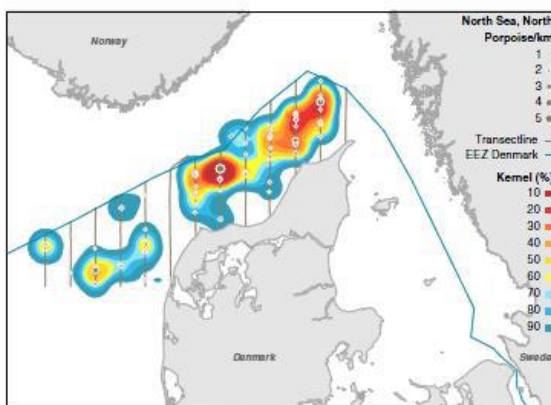 Norway
North Sea, North
Porpoise/km
1
2
3
4
5
Transectline
EEZ Denmark
Kernel (%)
10
20
30
40
50
60
70
80
90
Denmark
Swede